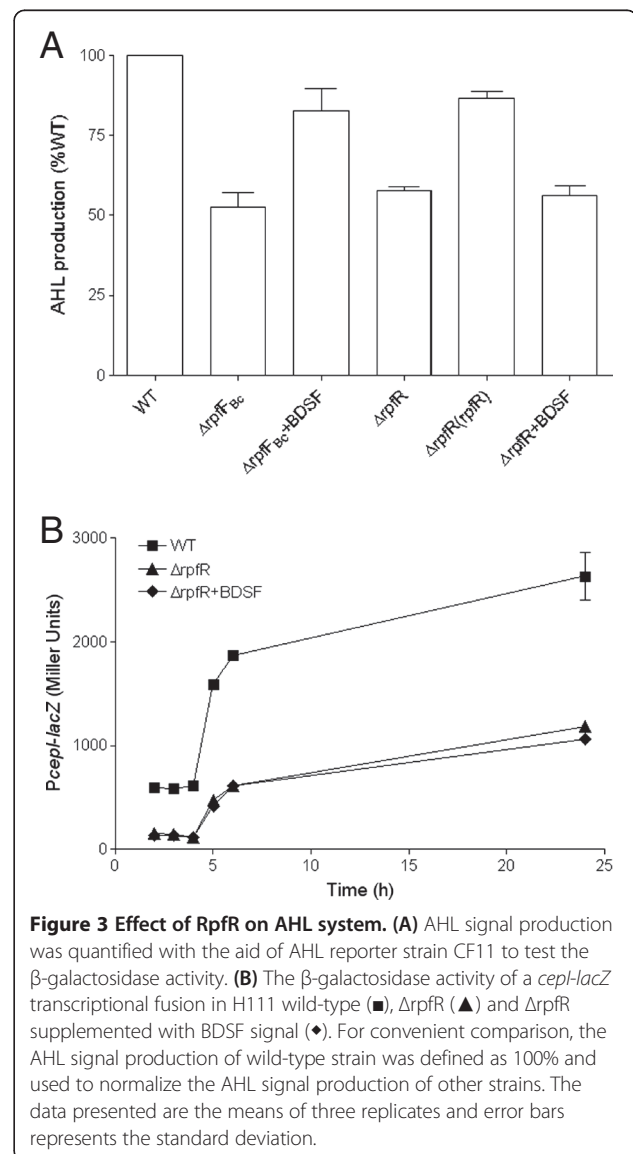 A
AHL production (%WT)
100
75
50
25
0
WT
ΔrpfF_Bc
ΔrpfF_Bc+BDSF
ΔrpfR
ΔrpfR(rpfR)
ΔrpfR+BDSF
B
PcepI-lacZ (Miller Units)
3000
2000
1000
0
WT
ΔrpfR
ΔrpfR+BDSF
0 5 10 15 20 25
Time (h)
Figure 3 Effect of RpfR on AHL system. (A) AHL signal production
was quantified with the aid of AHL reporter strain CF11 to test the
β-galactosidase activity. (B) The β-galactosidase activity of a cepI-lacZ
transcriptional fusion in H111 wild-type (■), ΔrpfR (▲) and ΔrpfR
supplemented with BDSF signal (◆). For convenient comparison, the
AHL signal production of wild-type strain was defined as 100% and
used to normalize the AHL signal production of other strains. The
data presented are the means of three replicates and error bars
represents the standard deviation.